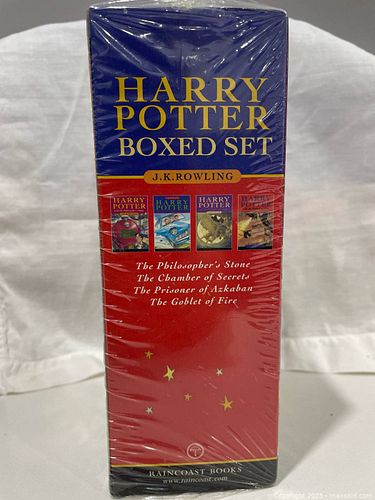 HARRY
POTTER
BOXED SET
J.K.ROWLING
HARRY
POTTER
HARRY
POTTER
HARRY
POTTER
HARRY
POTTER
The Philosopher's Stone
The Chamber of Secrets
The Prisoner of Azkaban
The Goblet of Fire
RAINCOAST BOOKS
www.raincoast.com